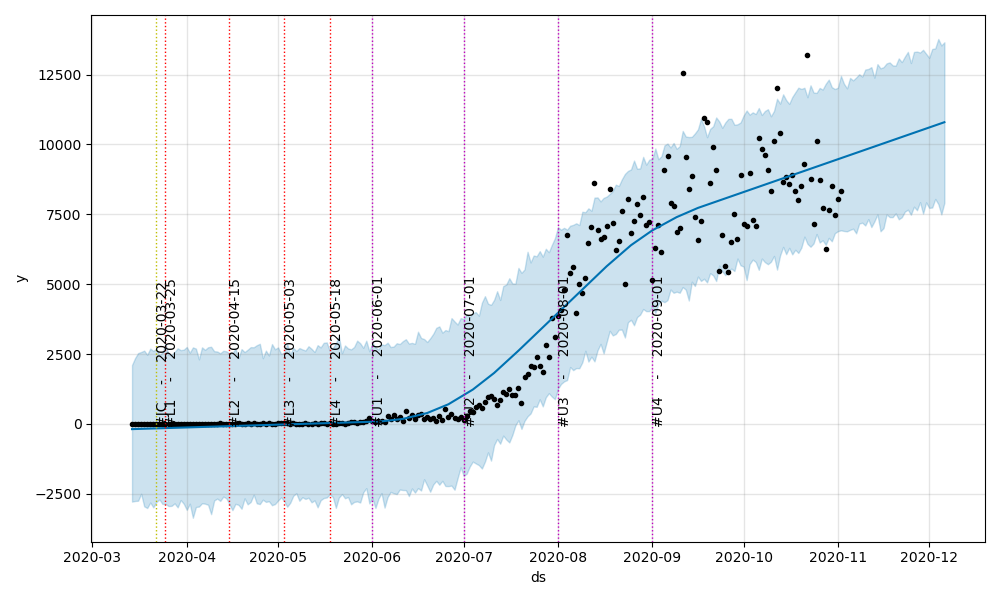 12500
10000
7500
5000
2500
0
−2500
y
#JC - 2020-03-22
#L1 - 2020-03-25
#L2 - 2020-04-15
#L3 - 2020-05-03
#L4 - 2020-05-18
#U1 - 2020-06-01
#U2 - 2020-07-01
#U3 - 2020-08-01
#U4 - 2020-09-01
2020-03
2020-04
2020-05
2020-06
2020-07
2020-08
2020-09
2020-10
2020-11
2020-12
ds